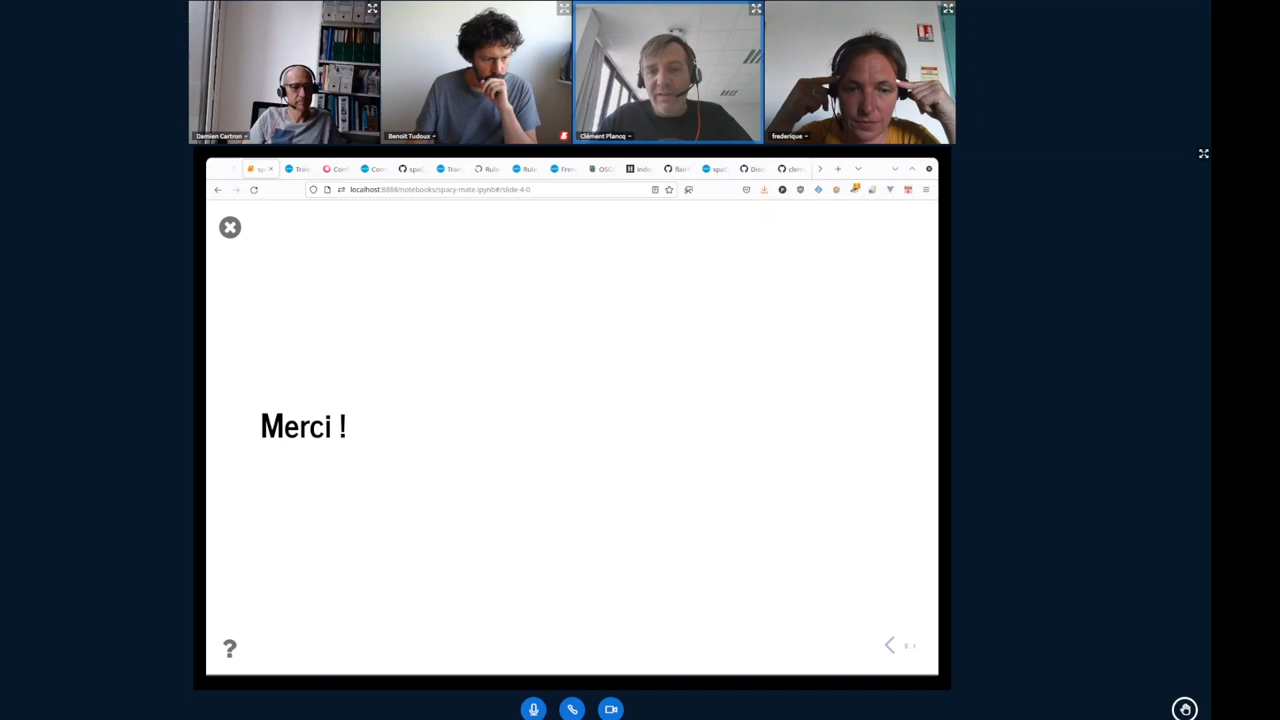 Damien Cartron
Benoit Tudoux
Clément Plancq
frederique
localhost:8888/notebooks/spacy-mate.ipynb#/slide-4-0
Merci !
?